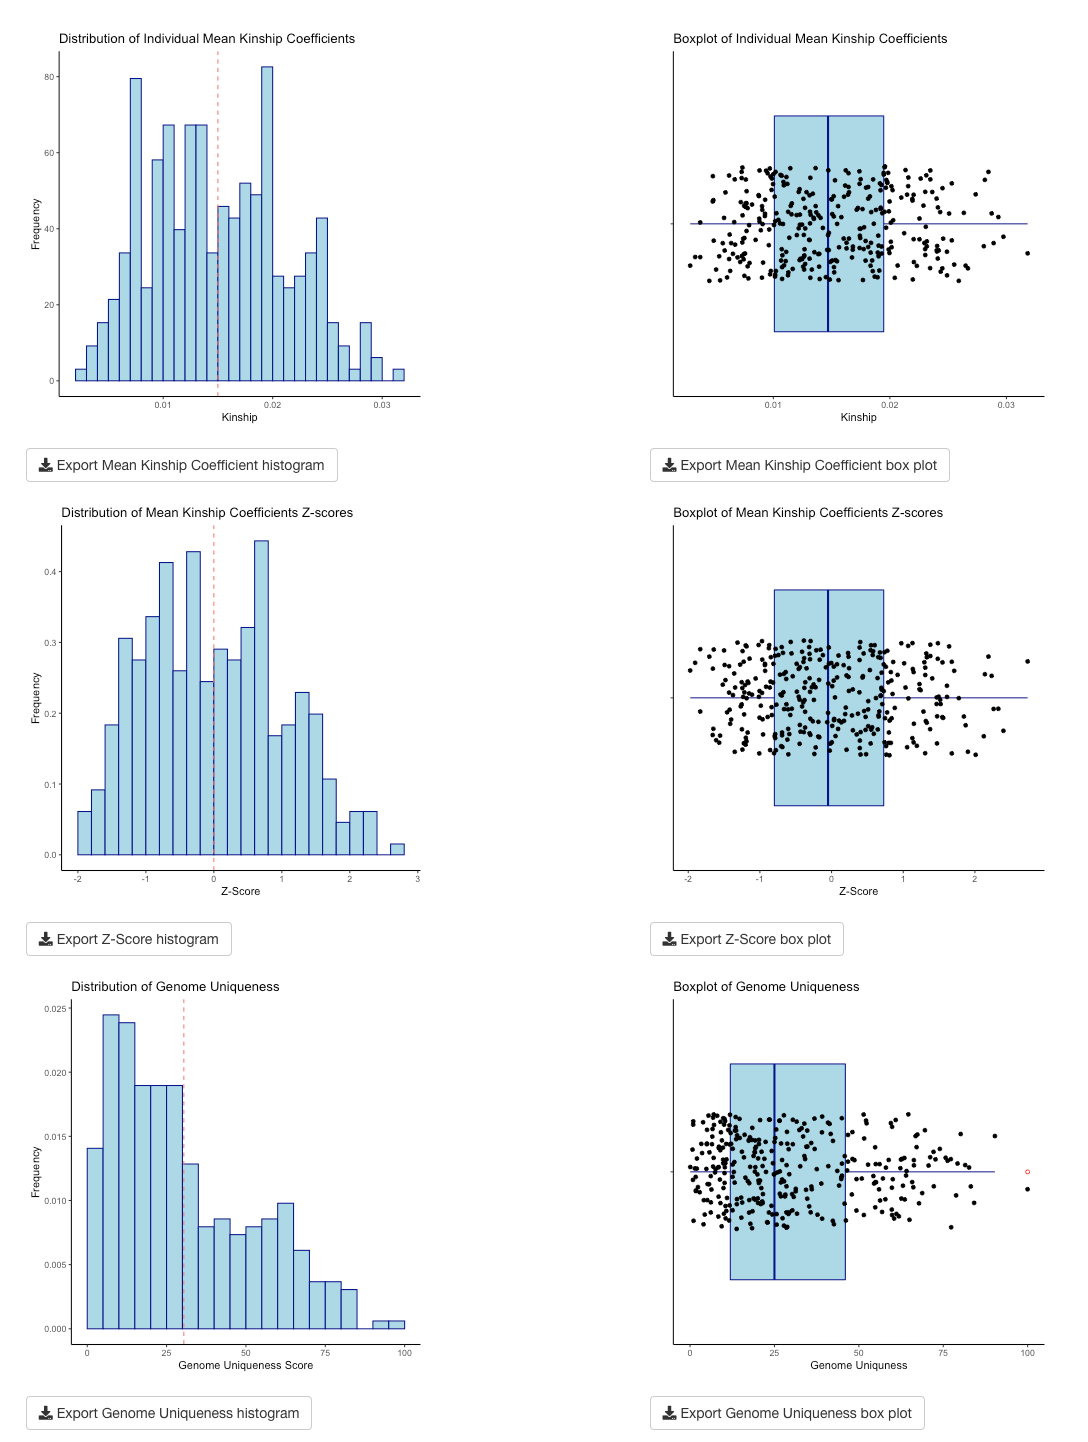 Distribution of Individual Mean Kinship Coefficients
80
60
40
20
0
Frequency
0.01 0.02 0.03
Kinship
Export Mean Kinship Coefficient histogram
Boxplot of Individual Mean Kinship Coefficients
0.01 0.02 0.03
Kinship
Export Mean Kinship Coefficient box plot
Distribution of Mean Kinship Coefficients Z-scores
0.4
0.3
0.2
0.1
0.0
Frequency
-2 -1 0 1 2 3
Z-Score
Export Z-Score histogram
Boxplot of Mean Kinship Coefficients Z-scores
-2 -1 0 1 2
Z-Score
Export Z-Score box plot
Distribution of Genome Uniqueness
0.025
0.020
0.015
0.010
0.005
0.000
Frequency
0 25 50 75 100
Genome Uniqueness Score
Export Genome Uniqueness histogram
Boxplot of Genome Uniqueness
0 25 50 75 100
Genome Uniquness
Export Genome Uniqueness box plot